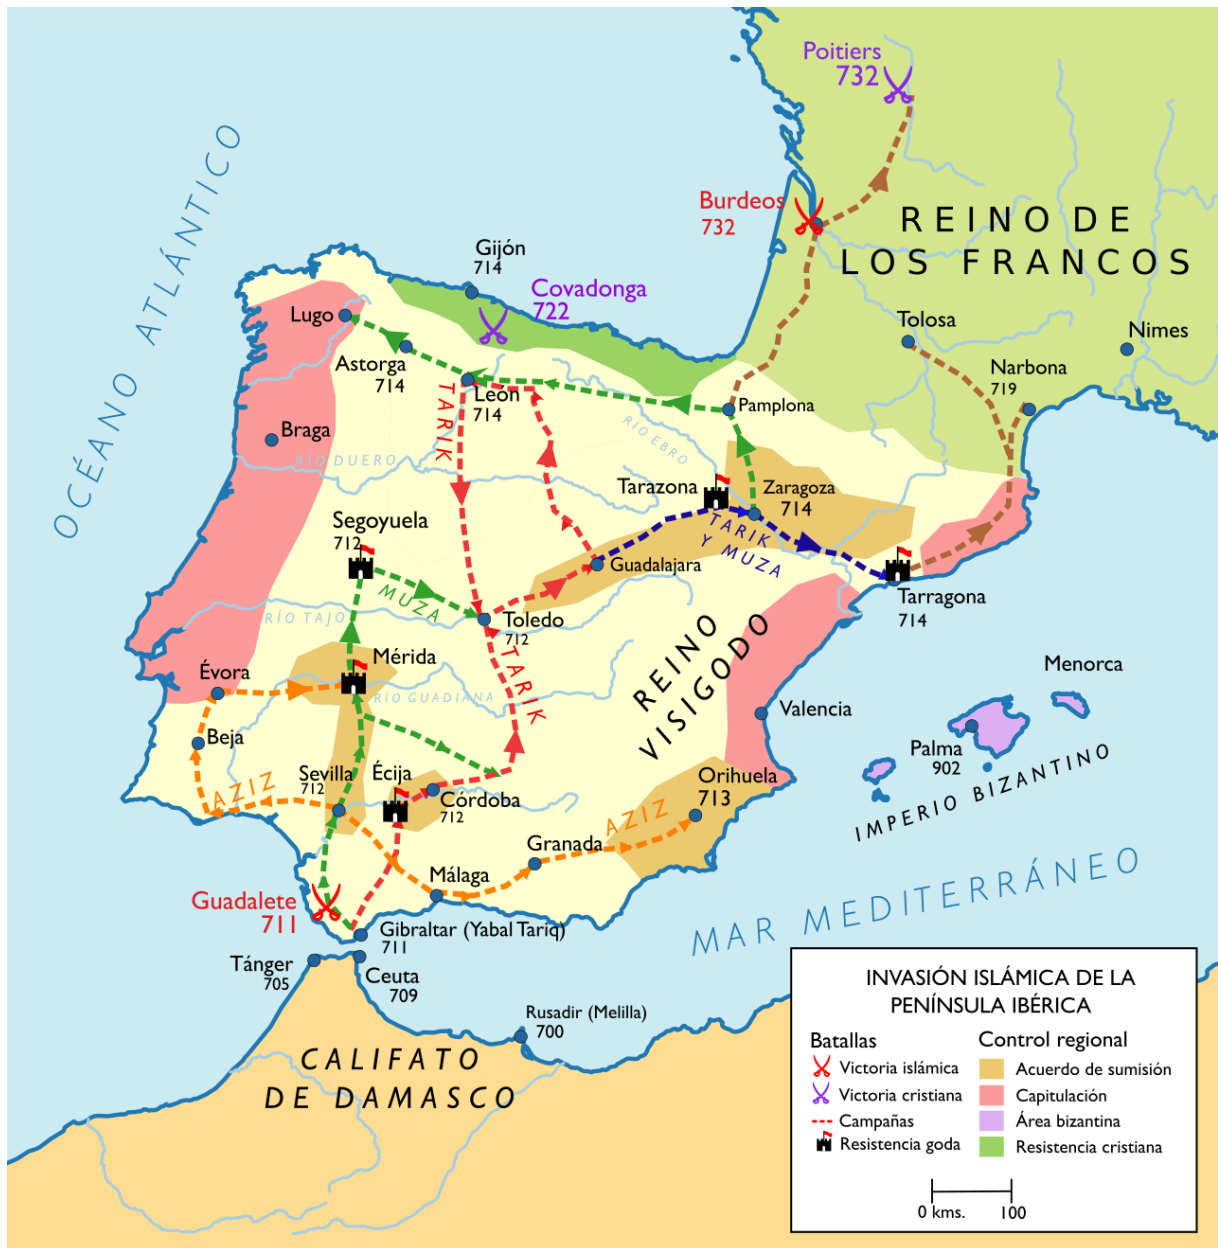 Poitiers
732
Burdeos
732
REINO DE
LOS FRANCOS
OCÉANO ATLÁNTICO
Gijón
714
Covadonga
722
Lugo
Astorga
714
León
714
TARIK
Tolosa
Nimes
Narbona
719
Pamplona
Braga
RÍO DUERO
RÍO EBRO
Tarazona
Zaragoza
714
Segoyuela
712
TARIK
Y MUZA
Guadalajara
MUZA
RÍO TAJO
Toledo
712
Tarragona
714
TARIK
REINO
VISIGODO
Évora
Mérida
RÍO GUADIANA
Menorca
Valencia
Beja
Palma
902
IMPERIO BIZANTINO
AZIZ
Sevilla
712
Écija
Córdoba
712
Orihuela
713
AZIZ
Granada
Málaga
Guadalete
711
MAR MEDITERRÁNEO
Gibraltar (Yabal Tariq)
711
Tánger
705
Ceuta
709
Rusadir (Melilla)
700
CALIFATO
DE DAMASCO
INVASIÓN ISLÁMICA DE LA
PENÍNSULA IBÉRICA
Batallas
Victoria islámica
Victoria cristiana
Campañas
Resistencia goda
Control regional
Acuerdo de sumisión
Capitulación
Área bizantina
Resistencia cristiana
0 kms.
100